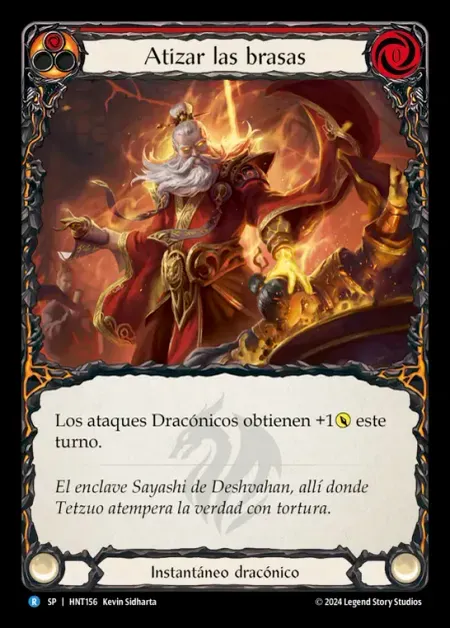 Atizar las brasas
0
Los ataques Dracónicos obtienen +1 este
turno.
El enclave Sayashi de Deshvahan, allí donde
Tetzuo atempera la verdad con tortura.
Instantáneo dracónico
R SP | HNT156 Kevin Sidharta
© 2024 Legend Story Studios